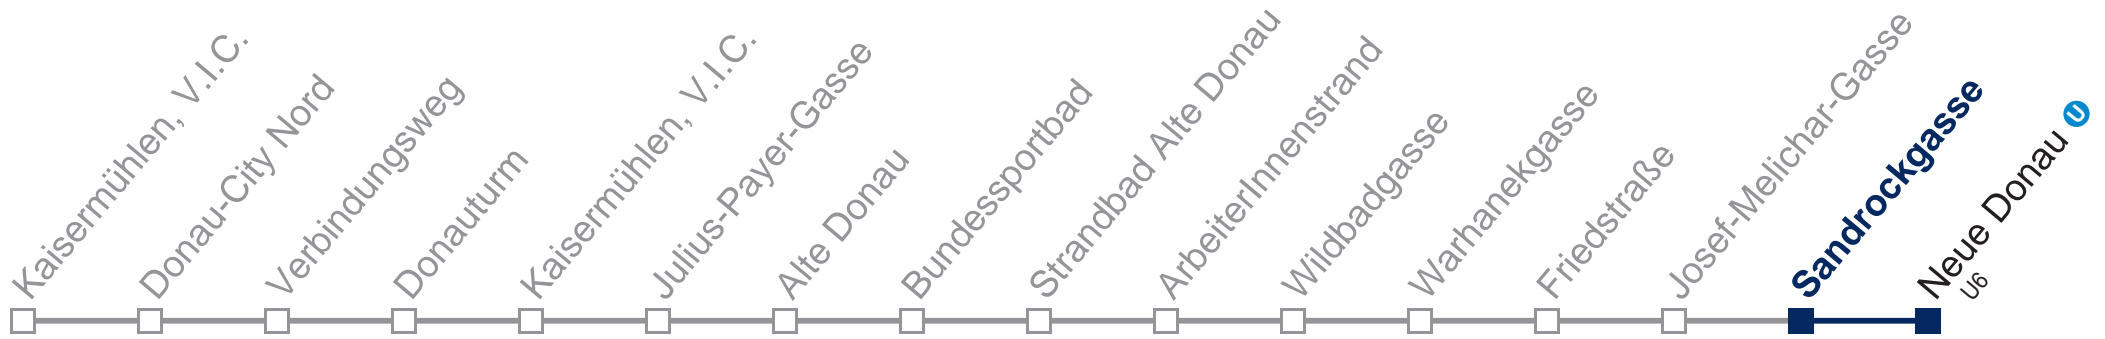 Kaisermühlen, V.I.C.
Donau-City Nord
Verbindungsweg
Donauturm
Kaisermühlen, V.I.C.
Julius-Payer-Gasse
Alte Donau
Bundessportbad
Strandbad Alte Donau
ArbeiterInnenstrand
Wildbadgasse
Warhanekgasse
Friedstraße
Josef-Melichar-Gasse
Sandrockgasse
Neue Donau U
U6